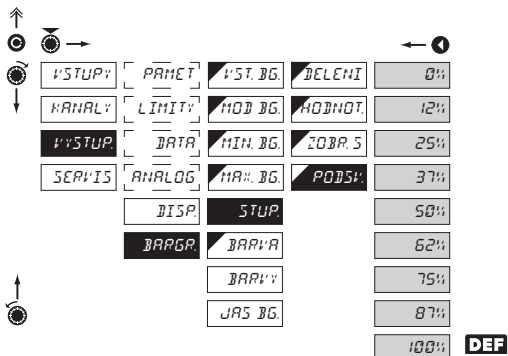 VSTUPY PAMET VST. BG. DELENI 0%
KANALY LIMITY MOD BG. HODNOT. 12%
VYSTUP. DATA MIN. BG. ZOBR. S 25%
SERVIS ANALOG MAX. BG. PODSV. 37%
DISP. STUP. 50%
BARGR. BARVA 62%
BARVY 75%
JAS BG. 87%
100% DEF